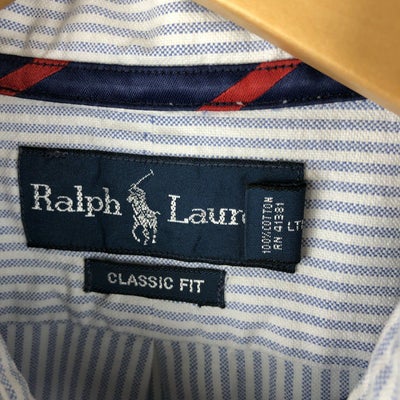 Ralph Laur
100% COTTON
RN 41381
LT
CLASSIC FIT